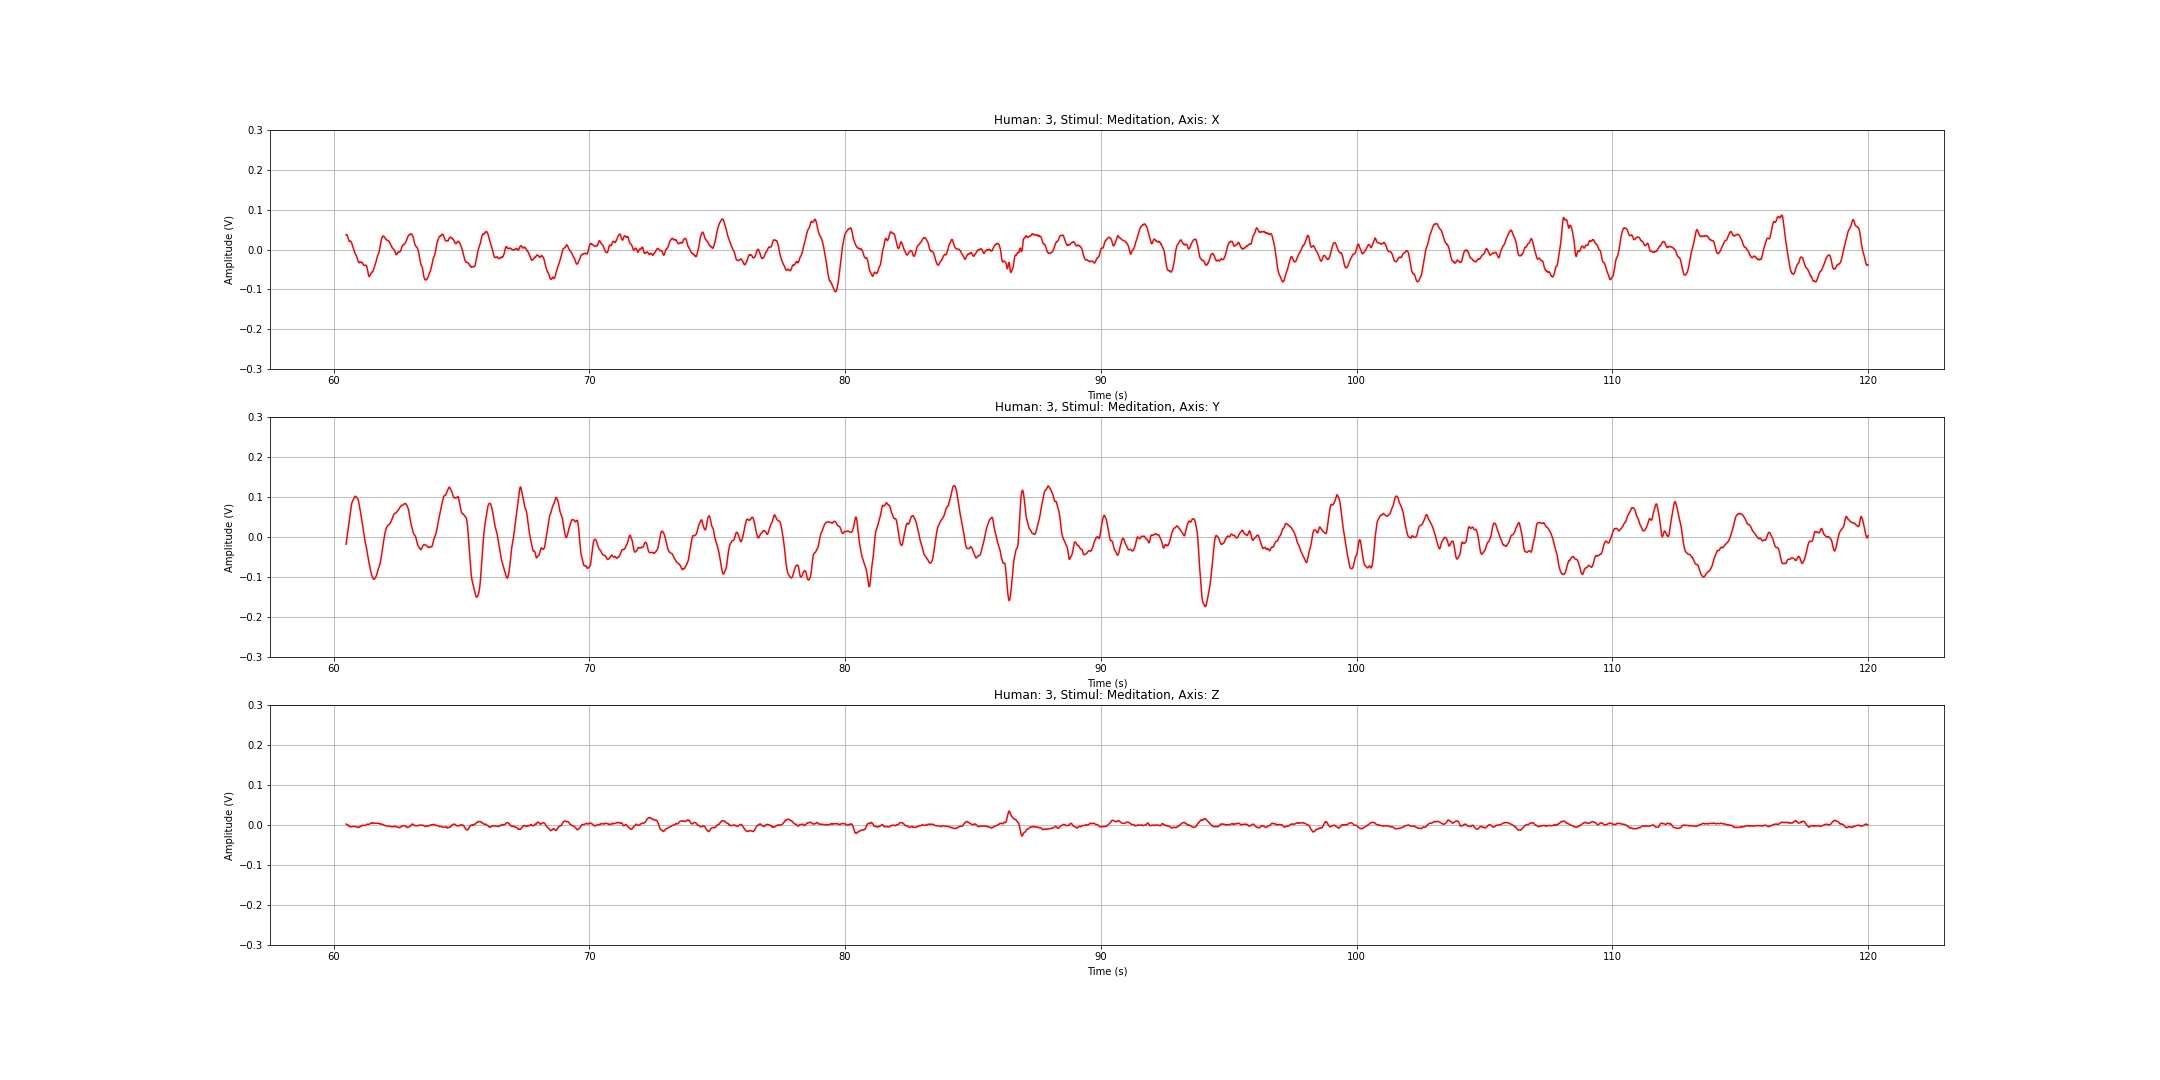 Human: 3, Stimul: Meditation, Axis: X
0.3
0.2
0.1
0.0
−0.1
−0.2
−0.3
Amplitude (V)
60 70 80 90 100 110 120
Time (s)
Human: 3, Stimul: Meditation, Axis: Y
0.3
0.2
0.1
0.0
−0.1
−0.2
−0.3
Amplitude (V)
60 70 80 90 100 110 120
Time (s)
Human: 3, Stimul: Meditation, Axis: Z
0.3
0.2
0.1
0.0
−0.1
−0.2
−0.3
Amplitude (V)
60 70 80 90 100 110 120
Time (s)